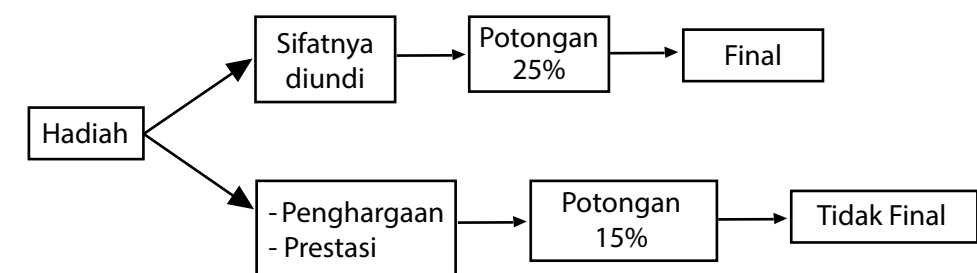 Hadiah
Sifatnya
diundi
Potongan
25%
Final
- Penghargaan
- Prestasi
Potongan
15%
Tidak Final